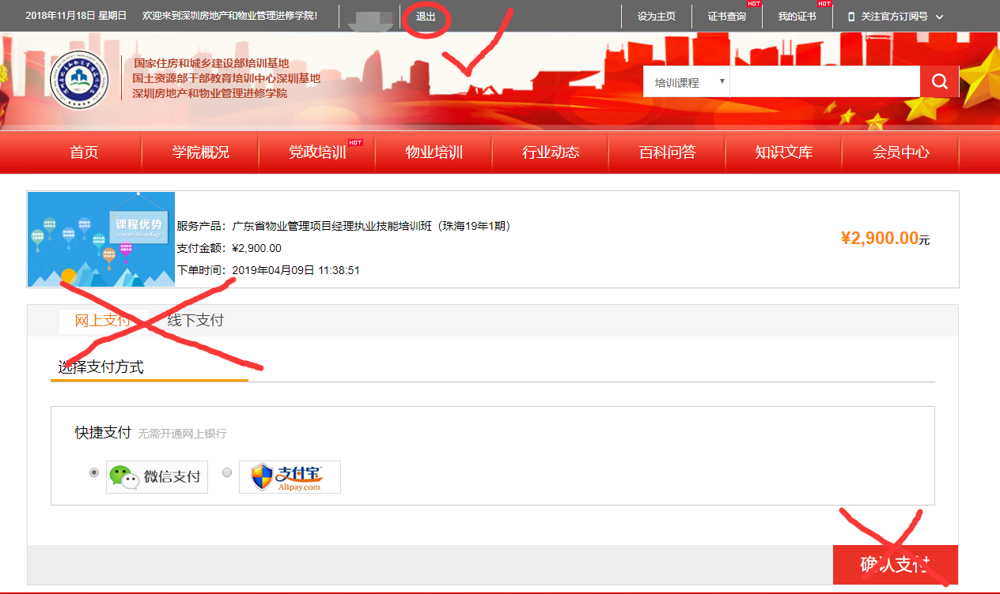 2018年11月18日 星期日 欢迎来到深圳房地产和物业管理进修学院！ 退出 设为主页 证书查询 HOT 我的证书 HOT 关注官方订阅号
国家住房和城乡建设部培训基地
国土资源部干部教育培训中心深圳基地
深圳房地产和物业管理进修学院
培训课程
首页 学院概况 党政培训 HOT 物业培训 行业动态 百科问答 知识文库 会员中心
课程优势
courses advantage
服务产品：广东省物业管理项目经理执业技能培训班（珠海19年1期）
支付金额：¥2,900.00
下单时间：2019年04月09日 11:38:51
¥2,900.00元
网上支付 线下支付
选择支付方式
快捷支付 无需开通网上银行
微信支付 支付宝
Alipay.com
确认支付